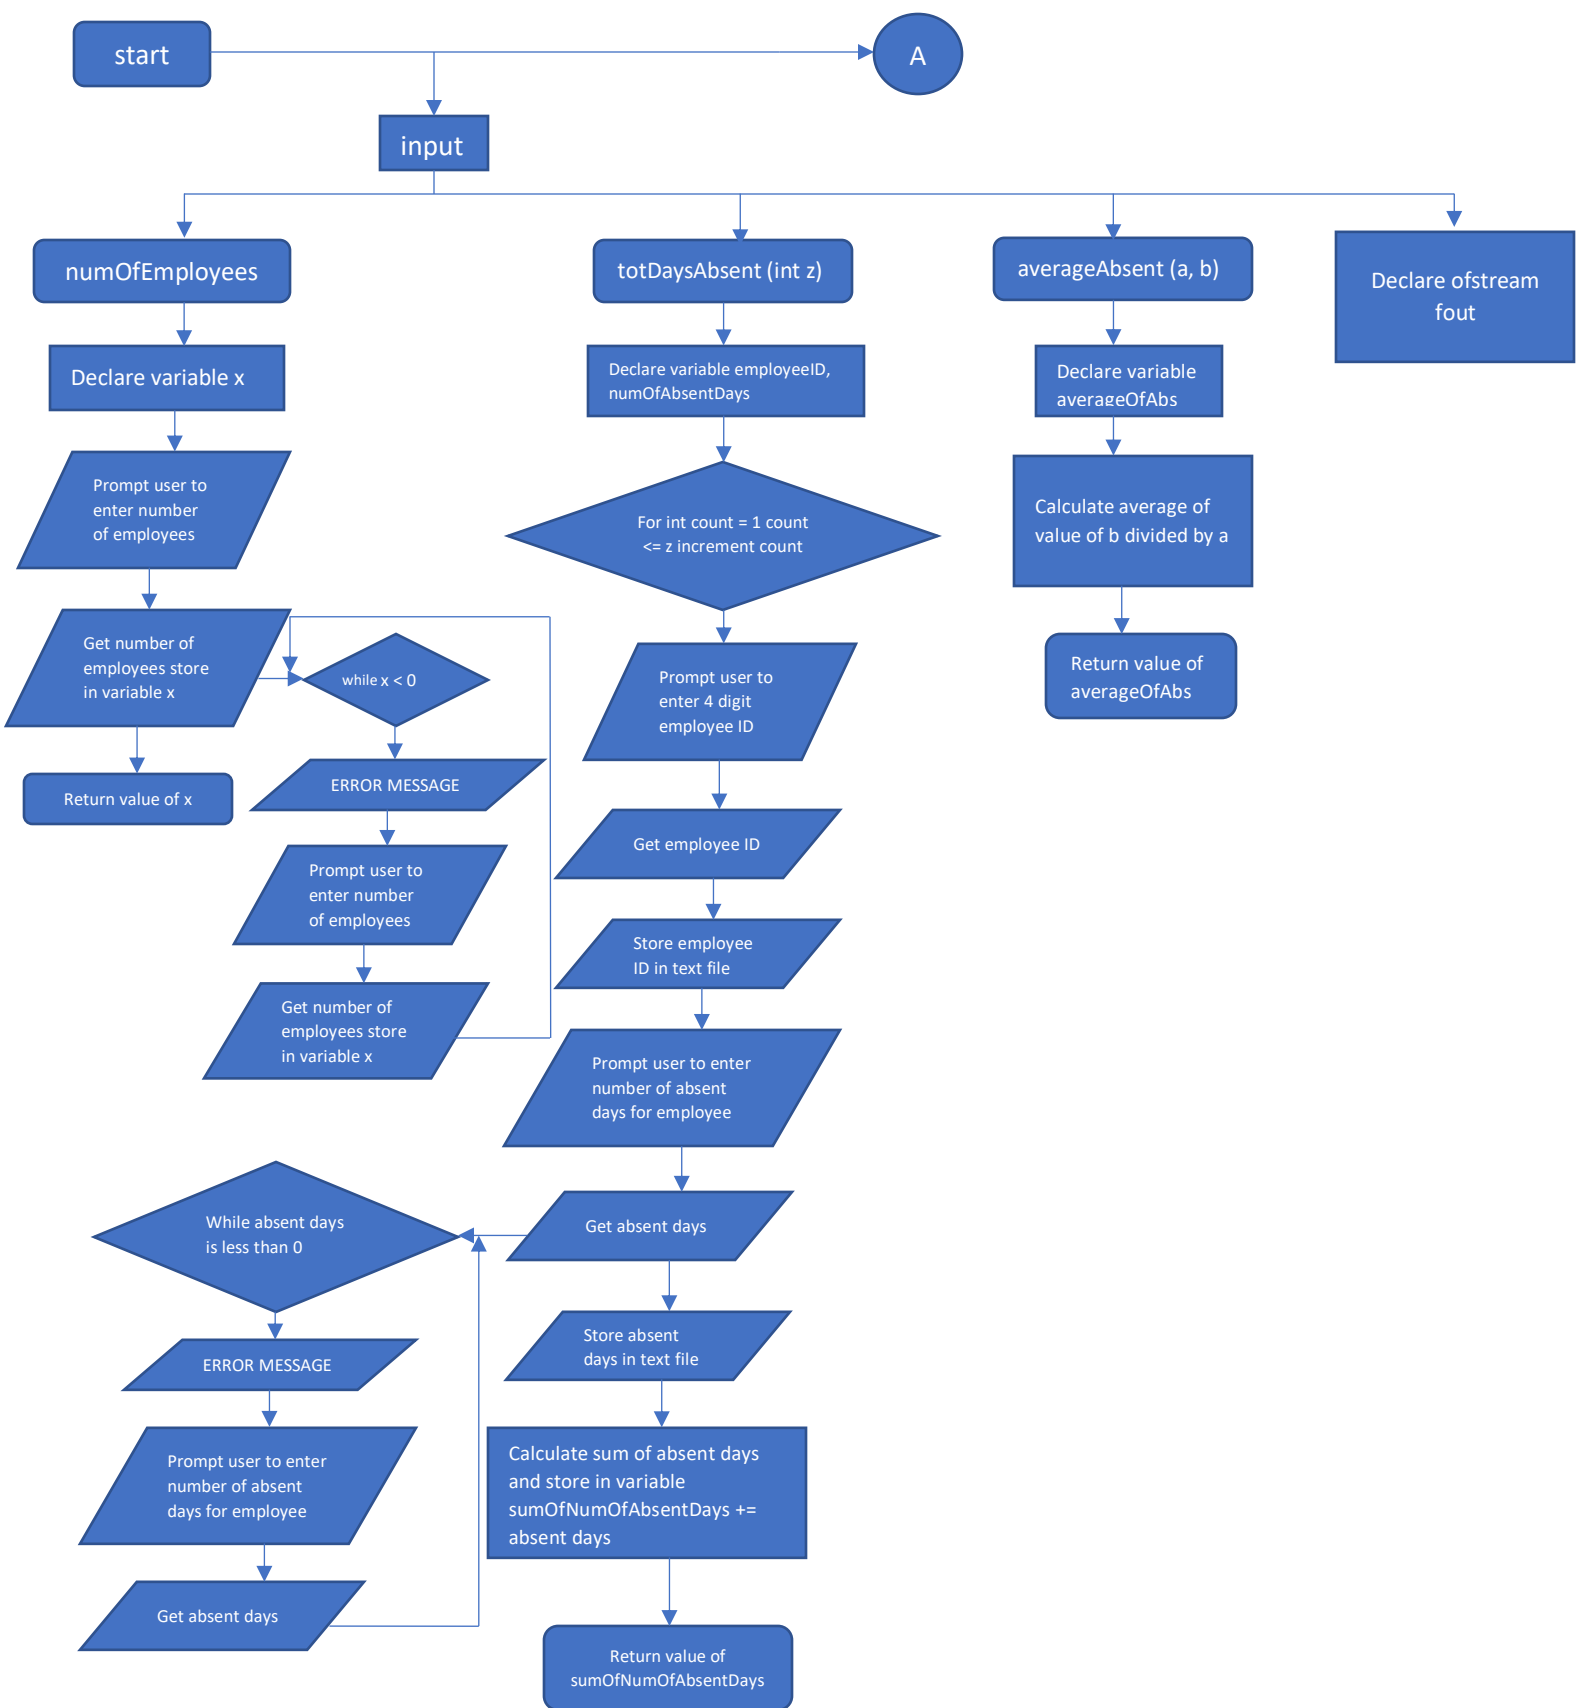 start
A
input
numOfEmployees
totDaysAbsent (int z)
averageAbsent (a, b)
Declare ofstream
fout
Declare variable x
Declare variable employeeID,
numOfAbsentDays
Declare variable
averageOfAbs
Prompt user to
enter number
of employees
For int count = 1 count
<= z increment count
Calculate average of
value of b divided by a
Get number of
employees store
in variable x
while x < 0
Prompt user to
enter 4 digit
employee ID
Return value of
averageOfAbs
Return value of x
ERROR MESSAGE
Get employee ID
Prompt user to
enter number
of employees
Store employee
ID in text file
Get number of
employees store
in variable x
Prompt user to enter
number of absent
days for employee
While absent days
is less than 0
Get absent days
ERROR MESSAGE
Store absent
days in text file
Prompt user to enter
number of absent
days for employee
Calculate sum of absent days
and store in variable
sumOfNumOfAbsentDays +=
absent days
Get absent days
Return value of
sumOfNumOfAbsentDays